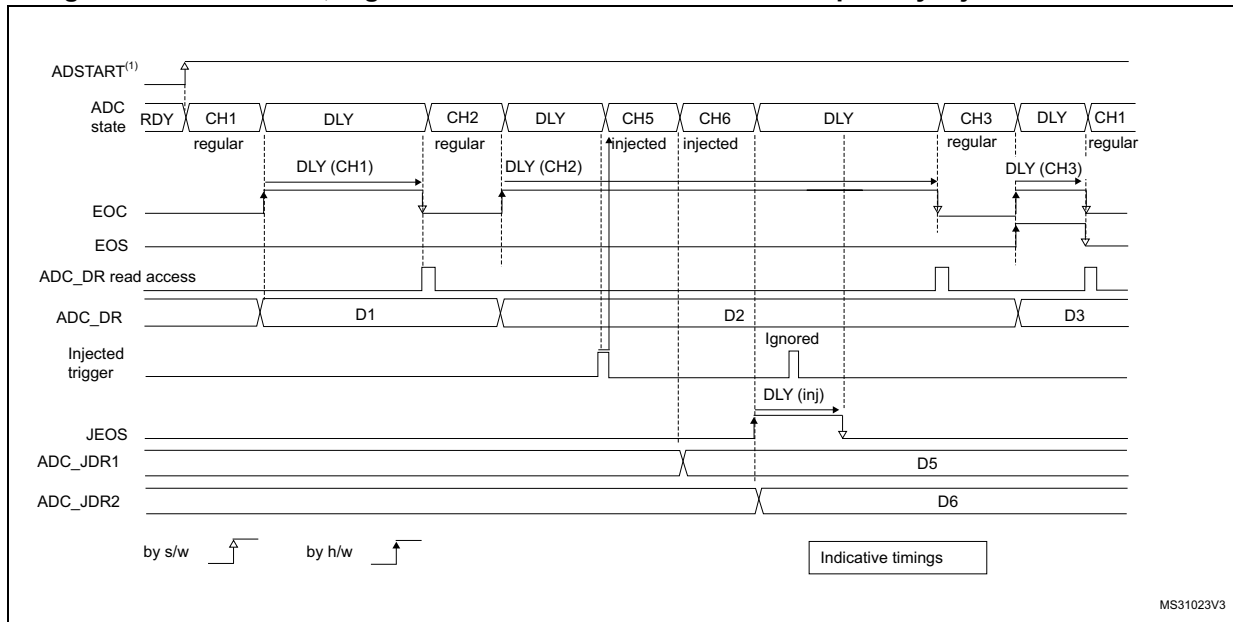 ADSTART(1)
ADC state
RDY CH1 DLY CH2 DLY CH5 CH6 DLY CH3 DLY CH1
regular regular injected injected regular regular
DLY (CH1) DLY (CH2) DLY (CH3)
EOC
EOS
ADC_DR read access
ADC_DR D1 D2 D3
Injected trigger
Ignored
DLY (inj)
JEOS
ADC_JDR1 D5
ADC_JDR2 D6
by s/w by h/w Indicative timings
MS31023V3